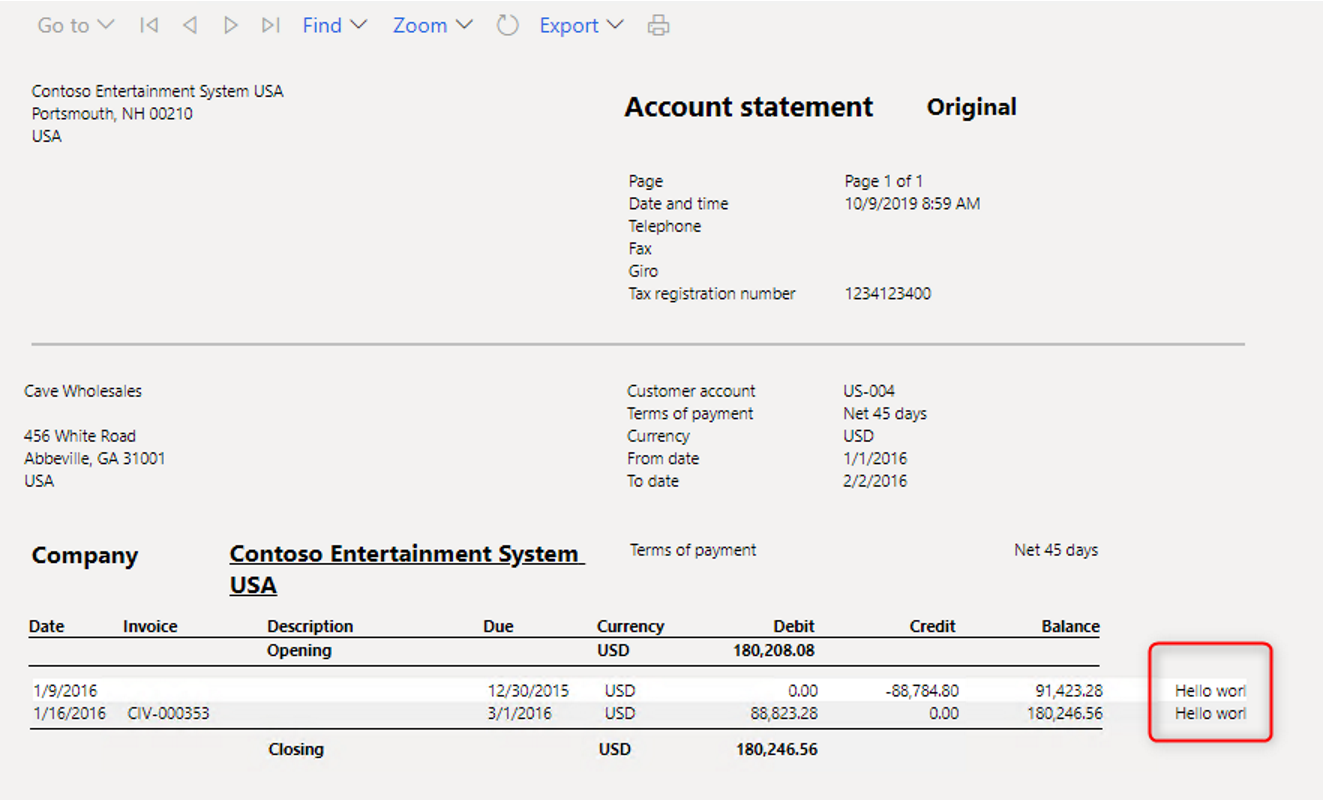 Go to Find Zoom Export
Contoso Entertainment System USA
Portsmouth, NH 00210
USA
Account statement Original
Page Page 1 of 1
Date and time 10/9/2019 8:59 AM
Telephone
Fax
Giro
Tax registration number 1234123400
Cave Wholesales
456 White Road
Abbeville, GA 31001
USA
Customer account US-004
Terms of payment Net 45 days
Currency USD
From date 1/1/2016
To date 2/2/2016
Company Contoso Entertainment System
USA
Terms of payment Net 45 days
Date Invoice Description Due Currency Debit Credit Balance
Opening USD 180,208.08
1/9/2016 12/30/2015 USD 0.00 -88,784.80 91,423.28 Hello worl
1/16/2016 CIV-000353 3/1/2016 USD 88,823.28 0.00 180,246.56 Hello worl
Closing USD 180,246.56